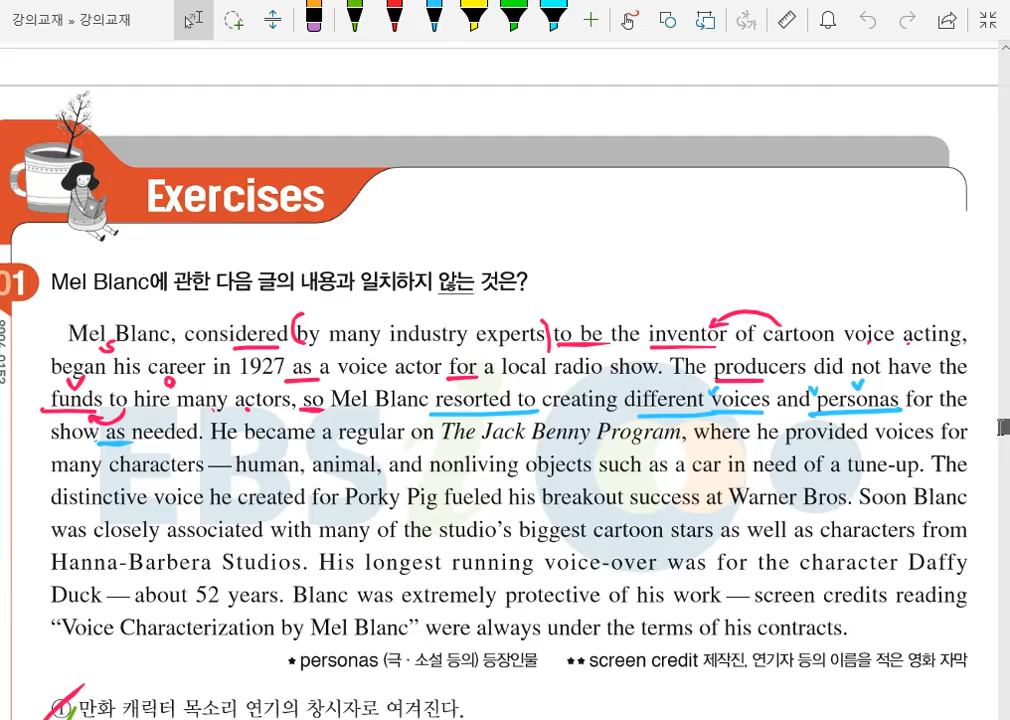 강의교재 » 강의교재
Exercises
01 Mel Blanc에 관한 다음 글의 내용과 일치하지 않는 것은?
Mel Blanc, considered by many industry experts to be the inventor of cartoon voice acting,
began his career in 1927 as a voice actor for a local radio show. The producers did not have the
funds to hire many actors, so Mel Blanc resorted to creating different voices and personas for the
show as needed. He became a regular on The Jack Benny Program, where he provided voices for
many characters — human, animal, and nonliving objects such as a car in need of a tune-up. The
distinctive voice he created for Porky Pig fueled his breakout success at Warner Bros. Soon Blanc
was closely associated with many of the studio's biggest cartoon stars as well as characters from
Hanna-Barbera Studios. His longest running voice-over was for the character Daffy
Duck — about 52 years. Blanc was extremely protective of his work — screen credits reading
“Voice Characterization by Mel Blanc” were always under the terms of his contracts.
★ personas (극·소설 등의) 등장인물 ★★ screen credit 제작진, 연기자 등의 이름을 적은 영화 자막
① 만화 캐릭터 목소리 연기의 창시자로 여겨진다.
EBS